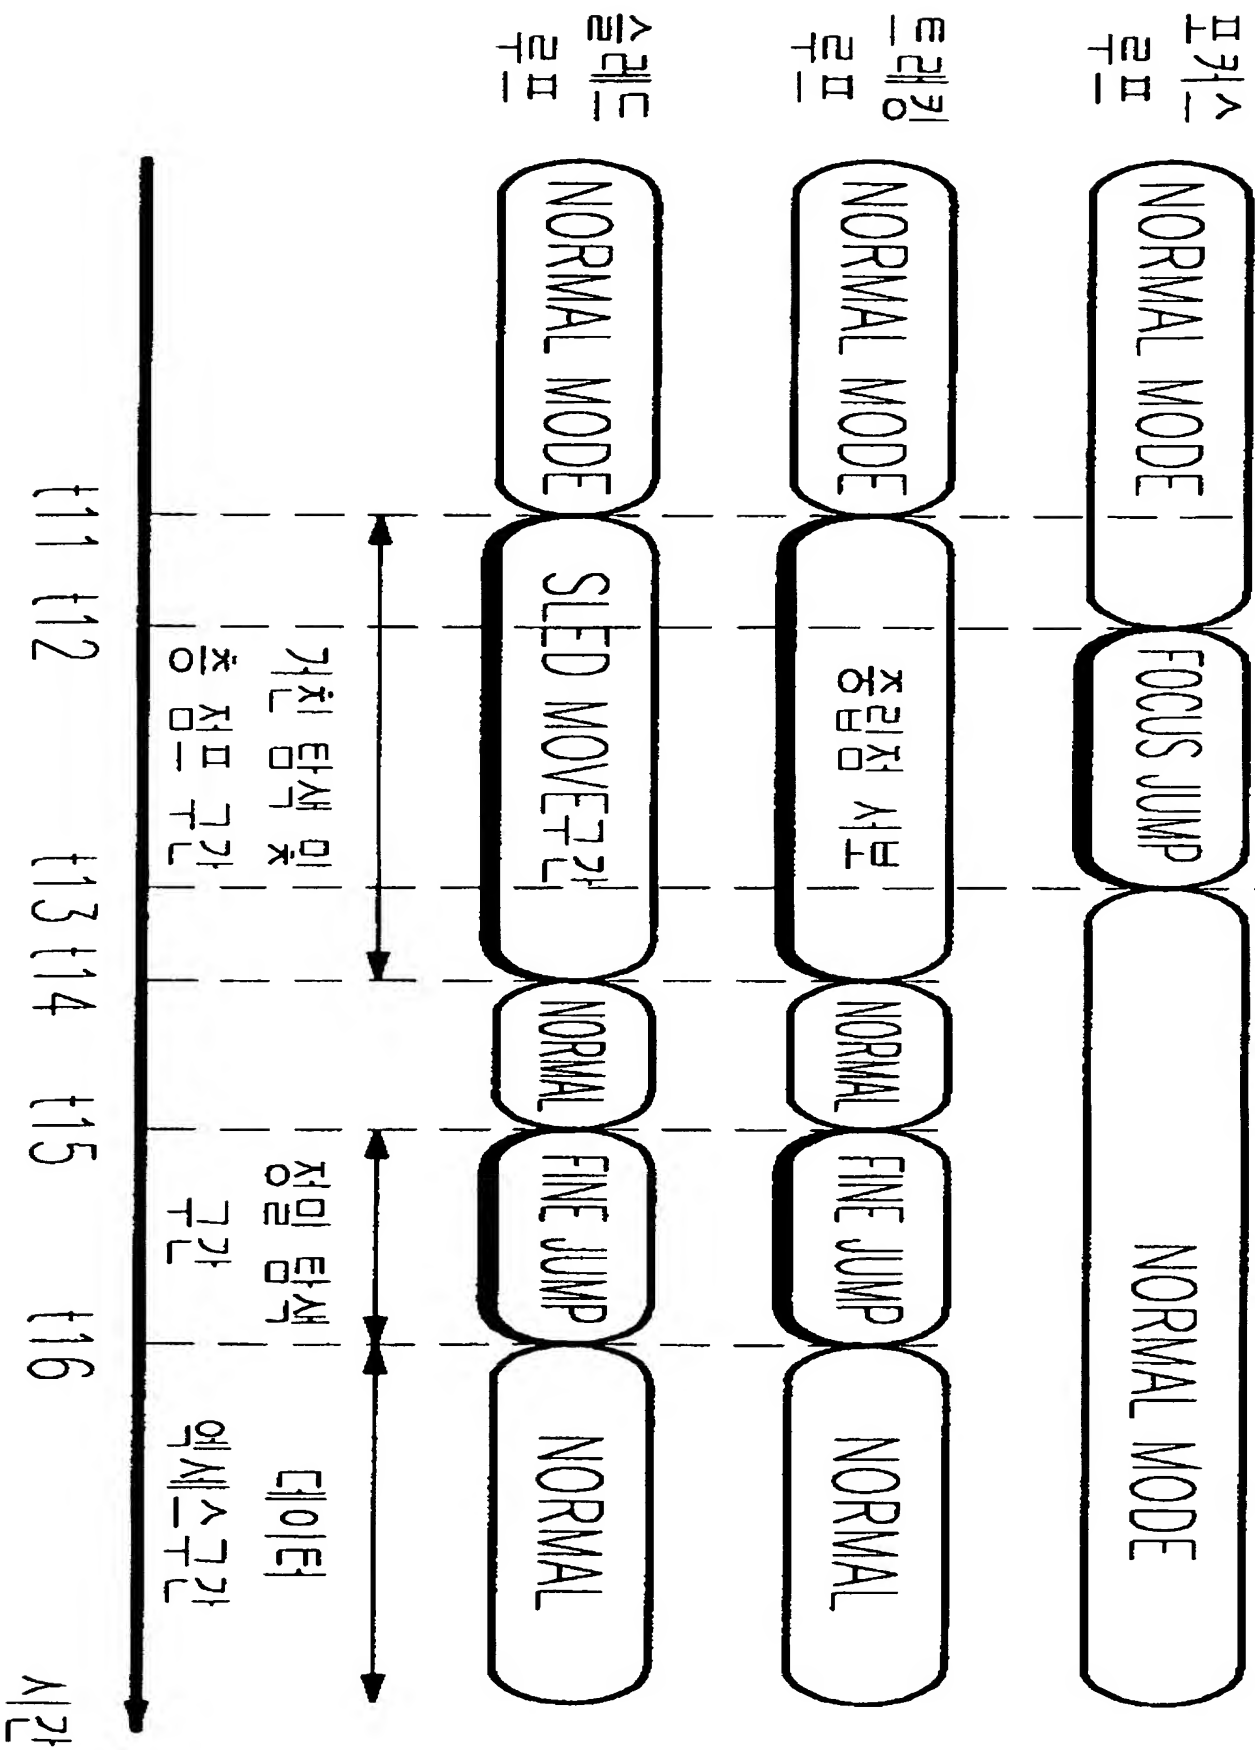 포커스
루프
NORMAL MODE
FOCUS JUMP
NORMAL MODE
트래킹
루프
NORMAL MODE
중립점 서보
NORMAL
FINE JUMP
NORMAL
슬레드
루프
NORMAL MODE
SLED MOVE구간
NORMAL
FINE JUMP
NORMAL
거친 탐색 및
층 점프 구간
정밀 탐색
구간
데이터
액세스구간
t11 t12 t13 t14 t15 t16 시간